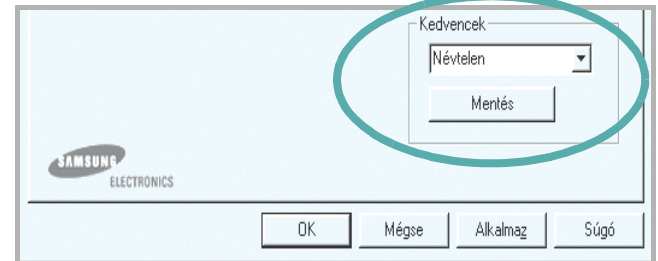 Kedvencek
Névtelen
Mentés
SAMSUNG
ELECTRONICS
OK Mégse Alkalmaz Súgó